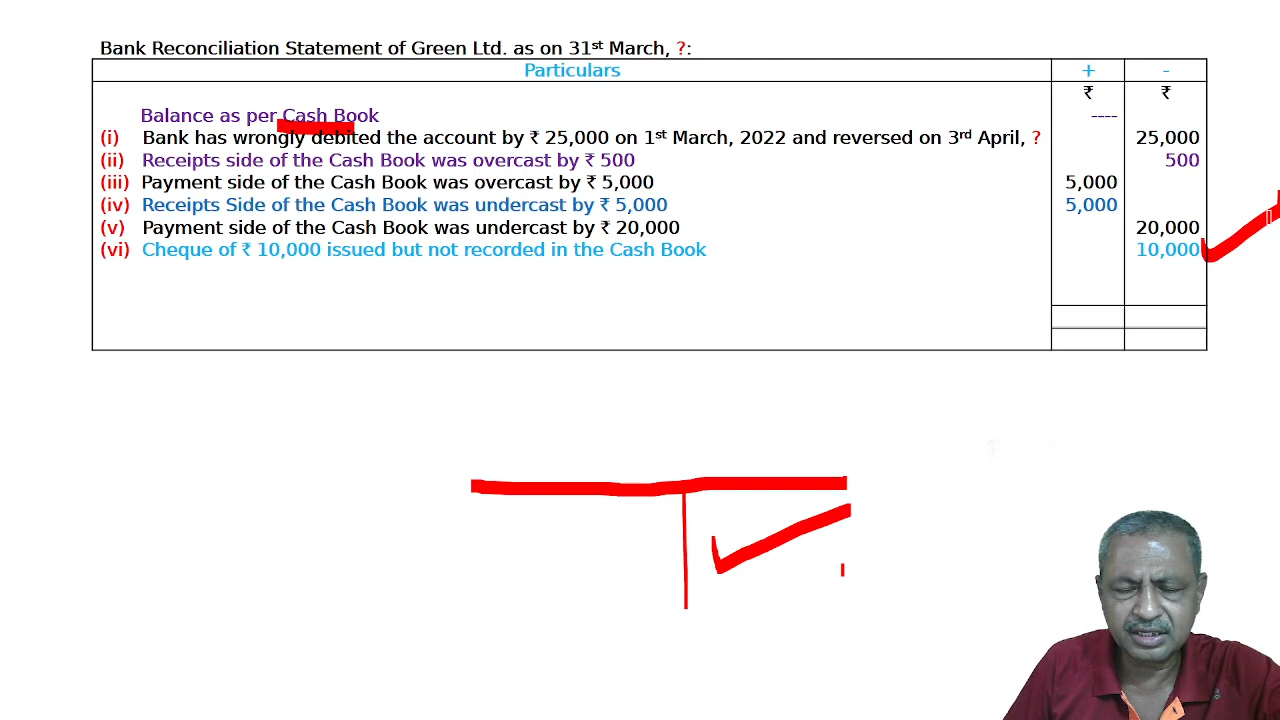 Bank Reconciliation Statement of Green Ltd. as on 31st March, ?:
Particulars + -
₹ ₹
Balance as per Cash Book ----
(i) Bank has wrongly debited the account by ₹ 25,000 on 1st March, 2022 and reversed on 3rd April, ? 25,000
(ii) Receipts side of the Cash Book was overcast by ₹ 500 500
(iii) Payment side of the Cash Book was overcast by ₹ 5,000 5,000
(iv) Receipts Side of the Cash Book was undercast by ₹ 5,000 5,000
(v) Payment side of the Cash Book was undercast by ₹ 20,000 20,000
(vi) Cheque of ₹ 10,000 issued but not recorded in the Cash Book 10,000